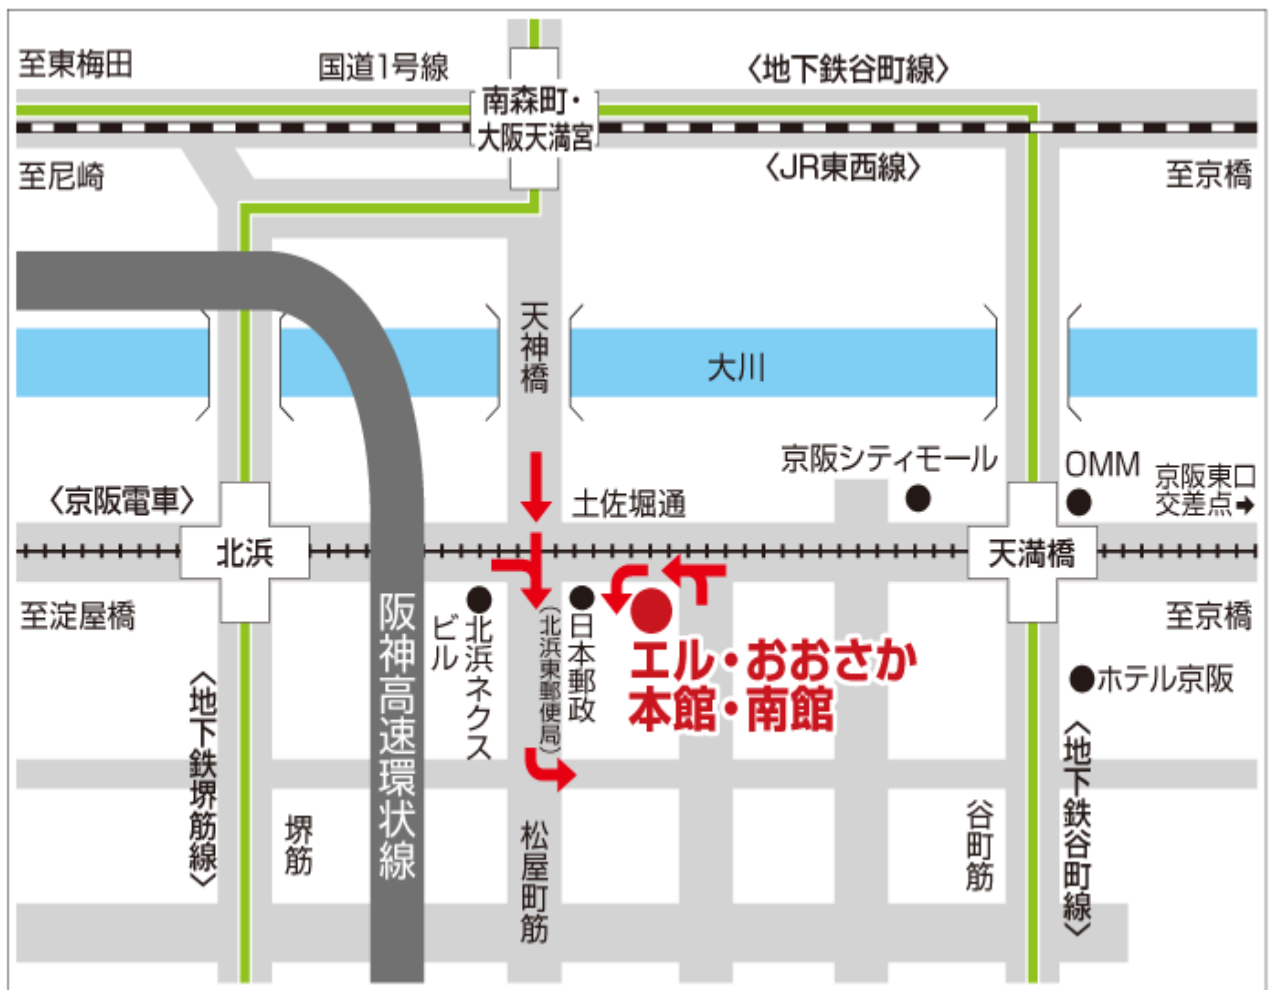 至東梅田
国道1号線
〈地下鉄谷町線〉
南森町・
大阪天満宮
至尼崎
〈JR東西線〉
至京橋
天神橋
大川
京阪シティモール
OMM
京阪東口
交差点➡
〈京阪電車〉
土佐堀通
北浜
天満橋
至淀屋橋
至京橋
阪神高速環状線
北浜ネクス
ビル
(北浜東郵便局)
日本郵政
エル・おおさか
本館・南館
ホテル京阪
〈地下鉄堺筋線〉
堺筋
松屋町筋
谷町筋
〈地下鉄谷町線〉